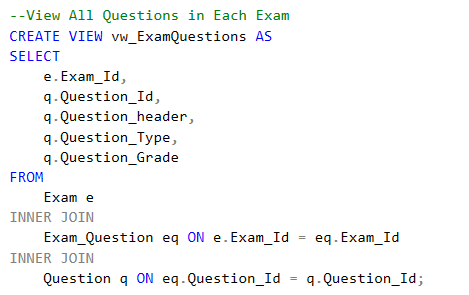 --View All Questions in Each Exam
CREATE VIEW vw_ExamQuestions AS
SELECT
    e.Exam_Id,
    q.Question_Id,
    q.Question_header,
    q.Question_Type,
    q.Question_Grade
FROM
    Exam e
INNER JOIN
    Exam_Question eq ON e.Exam_Id = eq.Exam_Id
INNER JOIN
    Question q ON eq.Question_Id = q.Question_Id;